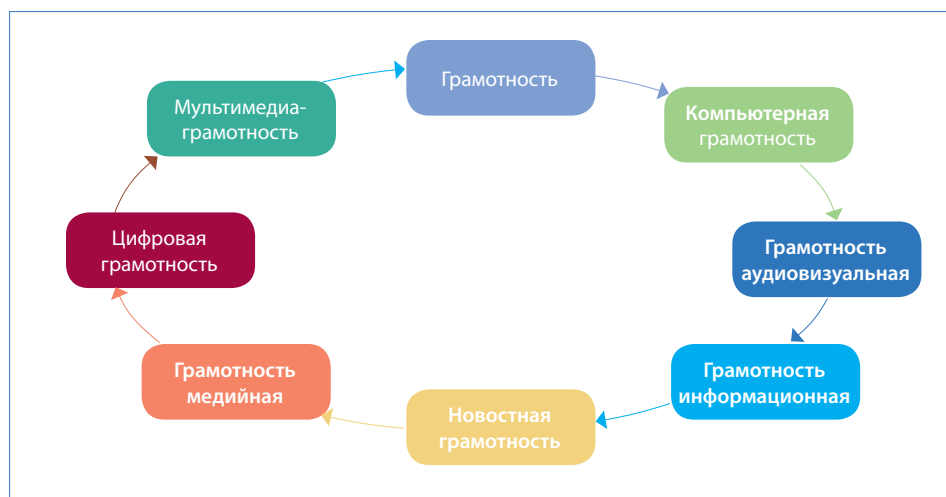 Грамотность
Компьютерная
грамотность
Грамотность
аудиовизуальная
Грамотность
информационная
Новостная
грамотность
Грамотность
медийная
Цифровая
грамотность
Мультимедиа-
грамотность